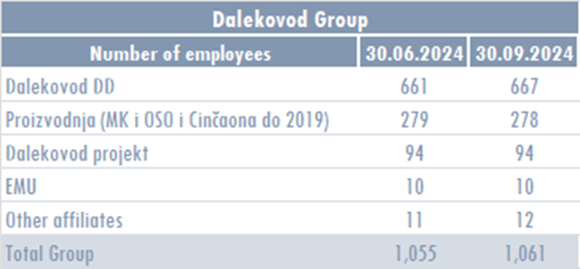 Dalekovod Group
Number of employees 30.06.2024 30.09.2024
Dalekovod DD 661 667
Proizvodnja (MK i OSO i Cinčaona do 2019) 279 278
Dalekovod projekt 94 94
EMU 10 10
Other affiliates 11 12
Total Group 1,055 1,061